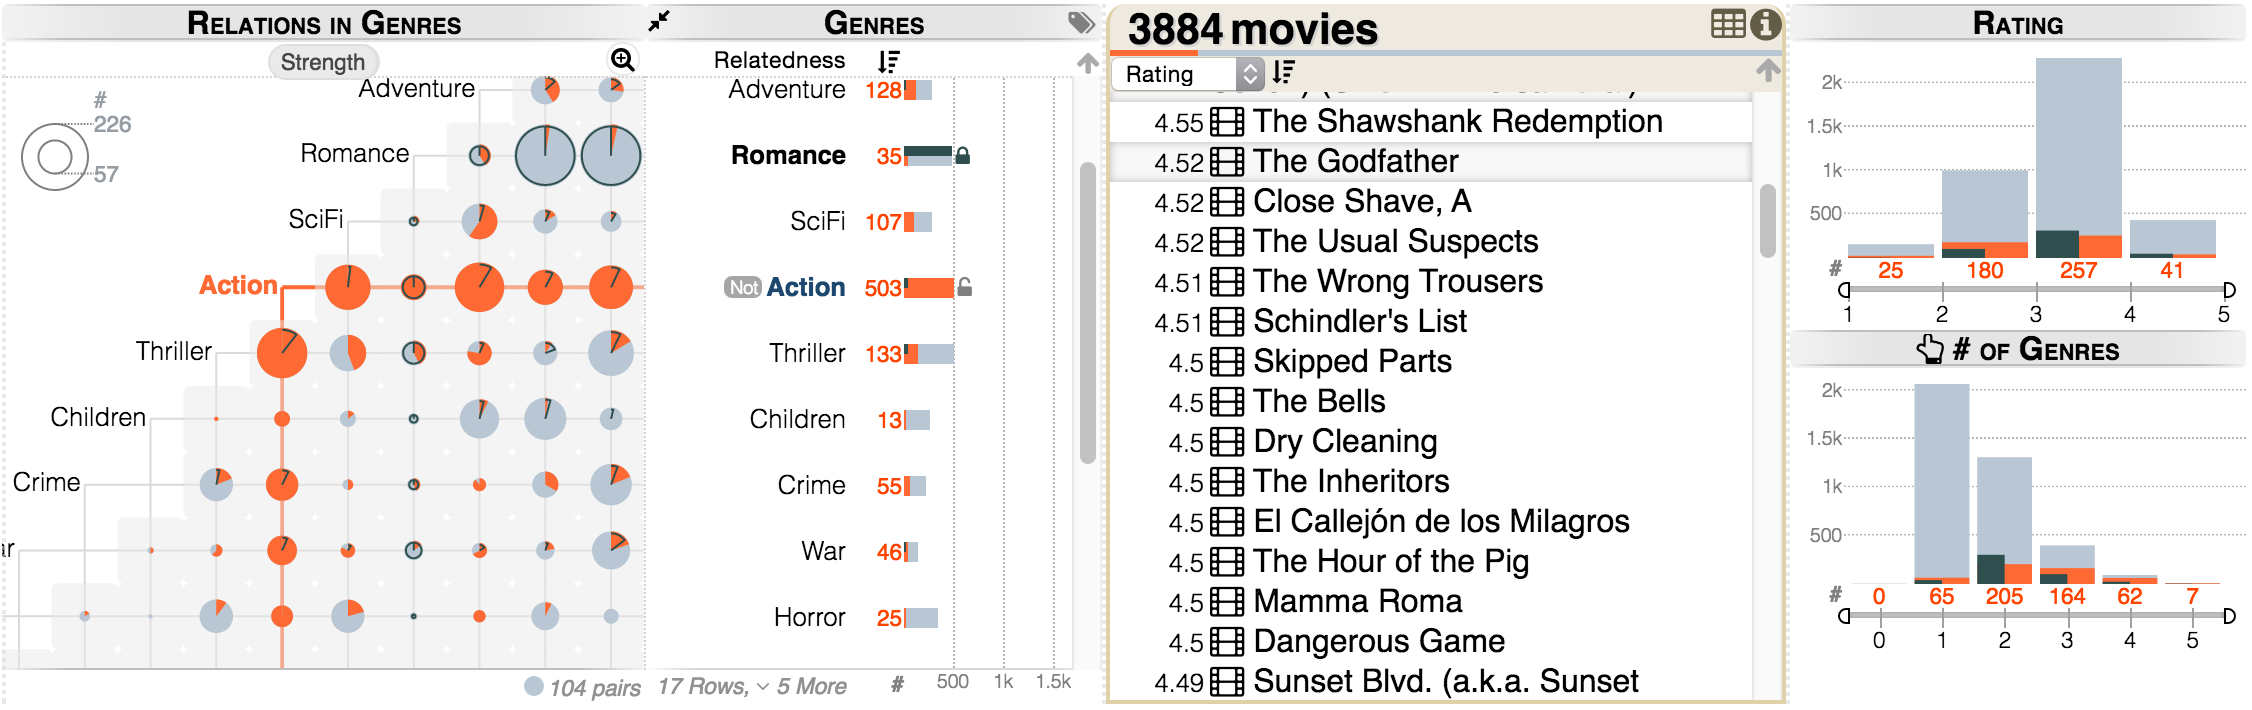 RELATIONS IN GENRES
Strength
#
226
57
Adventure
Romance
SciFi
Action
Thriller
Children
Crime
ar
104 pairs
GENRES
Relatedness
Adventure 128
Romance 35
SciFi 107
Not Action 503
Thriller 133
Children 13
Crime 55
War 46
Horror 25
17 Rows, 5 More # 500 1k 1.5k
3884 movies
Rating
4.55 The Shawshank Redemption
4.52 The Godfather
4.52 Close Shave, A
4.52 The Usual Suspects
4.51 The Wrong Trousers
4.51 Schindler's List
4.5 Skipped Parts
4.5 The Bells
4.5 Dry Cleaning
4.5 The Inheritors
4.5 El Callejón de los Milagros
4.5 The Hour of the Pig
4.5 Mamma Roma
4.5 Dangerous Game
4.49 Sunset Blvd. (a.k.a. Sunset
RATING
2k
1.5k
1k
500
# 25 180 257 41
1 2 3 4 5
# OF GENRES
2k
1.5k
1k
500
# 0 65 205 164 62 7
0 1 2 3 4 5